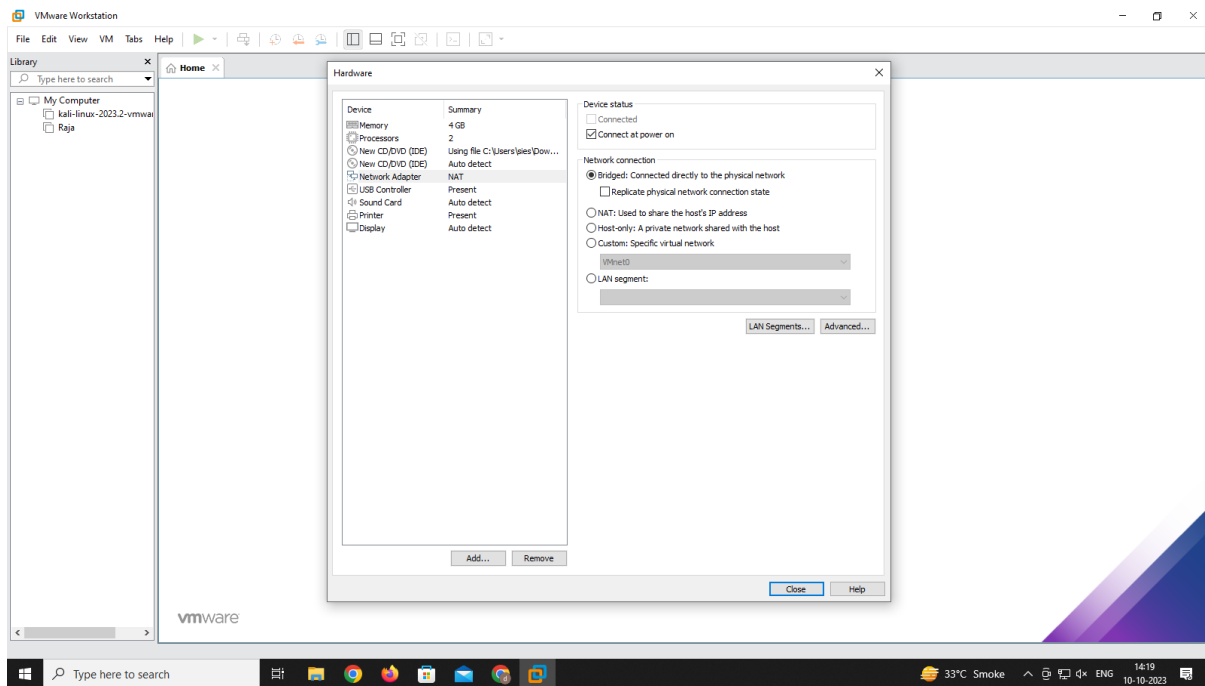 VMware Workstation
File Edit View VM Tabs Help
Library
Type here to search
My Computer
kali-linux-2023.2-vmwa
Raja
Home
Hardware
Device Summary
Memory 4 GB
Processors 2
New CD/DVD (IDE) Using file C:\Users\sies\Dow...
New CD/DVD (IDE) Auto detect
Network Adapter NAT
USB Controller Present
Sound Card Auto detect
Printer Present
Display Auto detect
Add... Remove
Device status
Connected
Connect at power on
Network connection
Bridged: Connected directly to the physical network
Replicate physical network connection state
NAT: Used to share the host's IP address
Host-only: A private network shared with the host
Custom: Specific virtual network
VMnet0
LAN segment:
LAN Segments... Advanced...
Close Help
vmware
Type here to search
33°C Smoke
ENG
14:19
10-10-2023